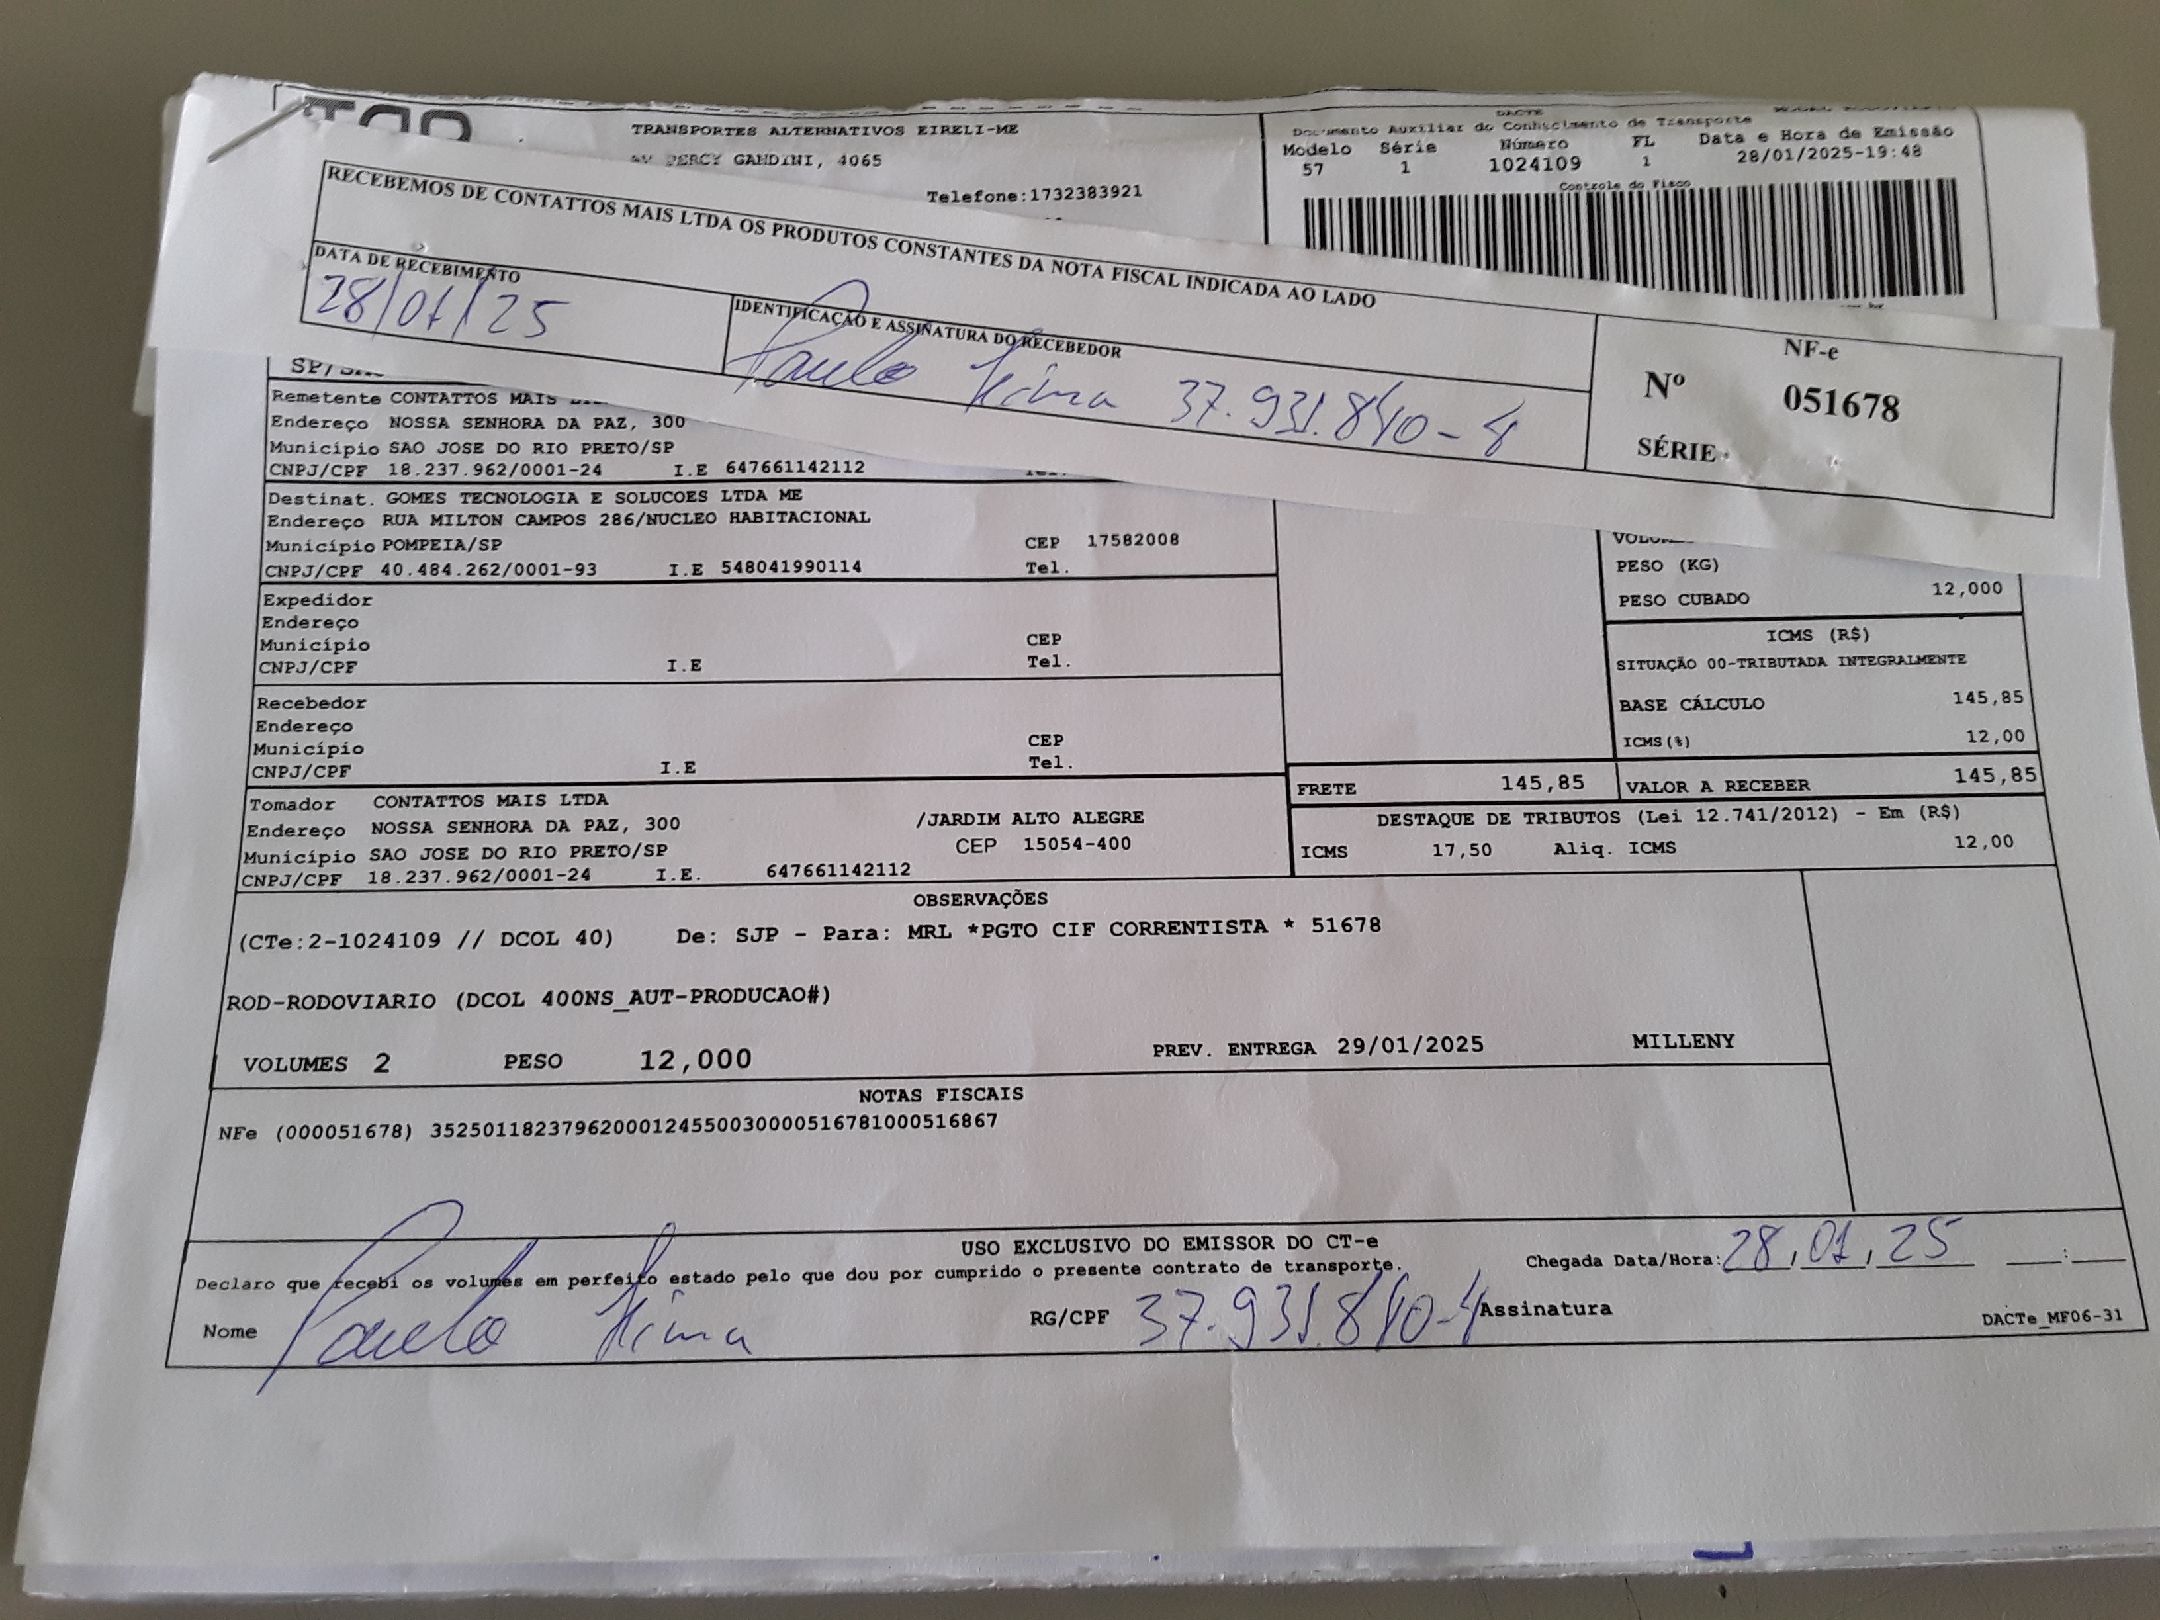 TRANSPORTES ALTERNATIVOS EIRELI-ME
AV PERCY GANDINI, 4065
Telefone:1732383921
DACTE
Documento Auxiliar do Conhecimento de Transporte
Modelo Série Número FL Data e Hora de Emissão
57 1 1024109 1 28/01/2025-19:48
Controle do Fisco
RECEBEMOS DE CONTATTOS MAIS LTDA OS PRODUTOS CONSTANTES DA NOTA FISCAL INDICADA AO LADO
DATA DE RECEBIMENTO
28/01/25
IDENTIFICAÇÃO E ASSINATURA DO RECEBEDOR
Paulo Lima 37.931.840-4
NF-e
Nº 051678
SÉRIE
Remetente CONTATTOS MAIS
Endereço NOSSA SENHORA DA PAZ, 300
Município SAO JOSE DO RIO PRETO/SP
CNPJ/CPF 18.237.962/0001-24 I.E 647661142112
Destinat. GOMES TECNOLOGIA E SOLUCOES LTDA ME
Endereço RUA MILTON CAMPOS 286/NUCLEO HABITACIONAL
Município POMPEIA/SP CEP 17582008
CNPJ/CPF 40.484.262/0001-93 I.E 548041990114 Tel.
Expedidor
Endereço
Município CEP
CNPJ/CPF I.E Tel.
Recebedor
Endereço
Município CEP
CNPJ/CPF I.E Tel.
Tomador CONTATTOS MAIS LTDA
Endereço NOSSA SENHORA DA PAZ, 300 /JARDIM ALTO ALEGRE
Município SAO JOSE DO RIO PRETO/SP CEP 15054-400
CNPJ/CPF 18.237.962/0001-24 I.E. 647661142112
PESO (KG)
PESO CUBADO 12,000
ICMS (R$)
SITUAÇÃO 00-TRIBUTADA INTEGRALMENTE
BASE CÁLCULO 145,85
ICMS(%) 12,00
FRETE 145,85 VALOR A RECEBER 145,85
DESTAQUE DE TRIBUTOS (Lei 12.741/2012) - Em (R$)
ICMS 17,50 Aliq. ICMS 12,00
OBSERVAÇÕES
(CTe:2-1024109 // DCOL 40) De: SJP - Para: MRL *PGTO CIF CORRENTISTA * 51678
ROD-RODOVIARIO (DCOL 400NS_AUT-PRODUCAO#)
VOLUMES 2 PESO 12,000 PREV. ENTREGA 29/01/2025 MILLENY
NOTAS FISCAIS
NFe (000051678) 35250118237962000124550030000516781000516867
USO EXCLUSIVO DO EMISSOR DO CT-e
Declaro que recebi os volumes em perfeito estado pelo que dou por cumprido o presente contrato de transporte.
Chegada Data/Hora: 28,01,25 :
Nome Paulo Lima RG/CPF 37.931.840-4 Assinatura
DACTe_MF06-31